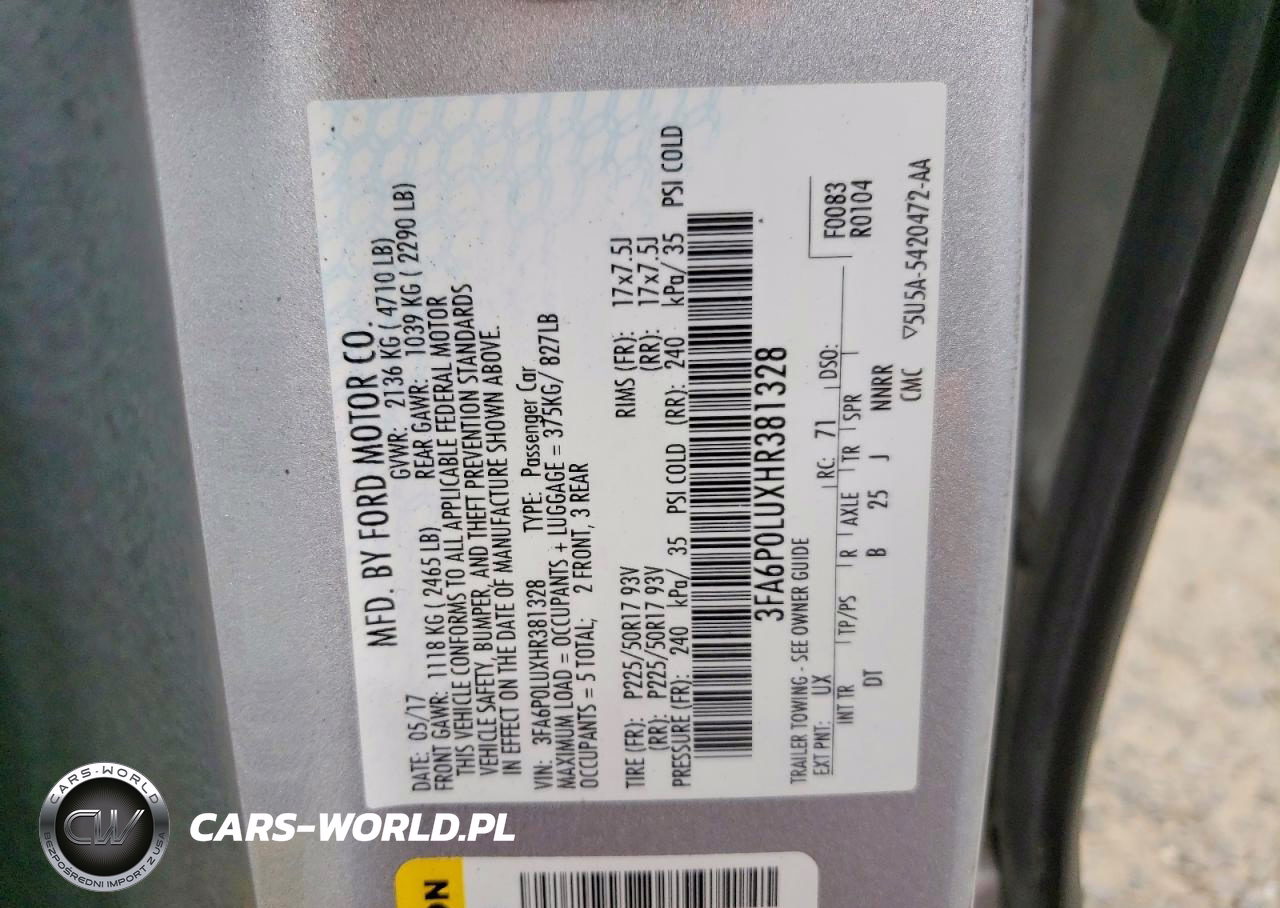 MFD. BY FORD MOTOR CO.
DATE: 05/17 GVWR: 2136 KG ( 4710 LB)
FRONT GAWR: 1118 KG ( 2465 LB) REAR GAWR: 1039 KG ( 2290 LB)
THIS VEHICLE CONFORMS TO ALL APPLICABLE FEDERAL MOTOR
VEHICLE SAFETY, BUMPER, AND THEFT PREVENTION STANDARDS
IN EFFECT ON THE DATE OF MANUFACTURE SHOWN ABOVE.
VIN: 3FA6P0LUXHR381328 TYPE: Passenger Car
MAXIMUM LOAD = OCCUPANTS + LUGGAGE = 375KG/ 827LB
OCCUPANTS = 5 TOTAL; 2 FRONT, 3 REAR
TIRE (FR): P225/50R17 93V RIMS (FR): 17x7.5J
(RR): P225/50R17 93V (RR): 17x7.5J
PRESSURE (FR): 240 kPa/ 35 PSI COLD (RR): 240 kPa/ 35 PSI COLD
3FA6P0LUXHR381328
TRAILER TOWING - SEE OWNER GUIDE F0083
EXT PNT: UX RC: 71 DSO: R0104
INT TR TP/PS R AXLE TR SPR
DT B 25 J NNRR
CMC ▽5U5A-5420472-AA
CARS-WORLD
CW
BEZPOŚREDNI IMPORT Z USA
CARS-WORLD.PL